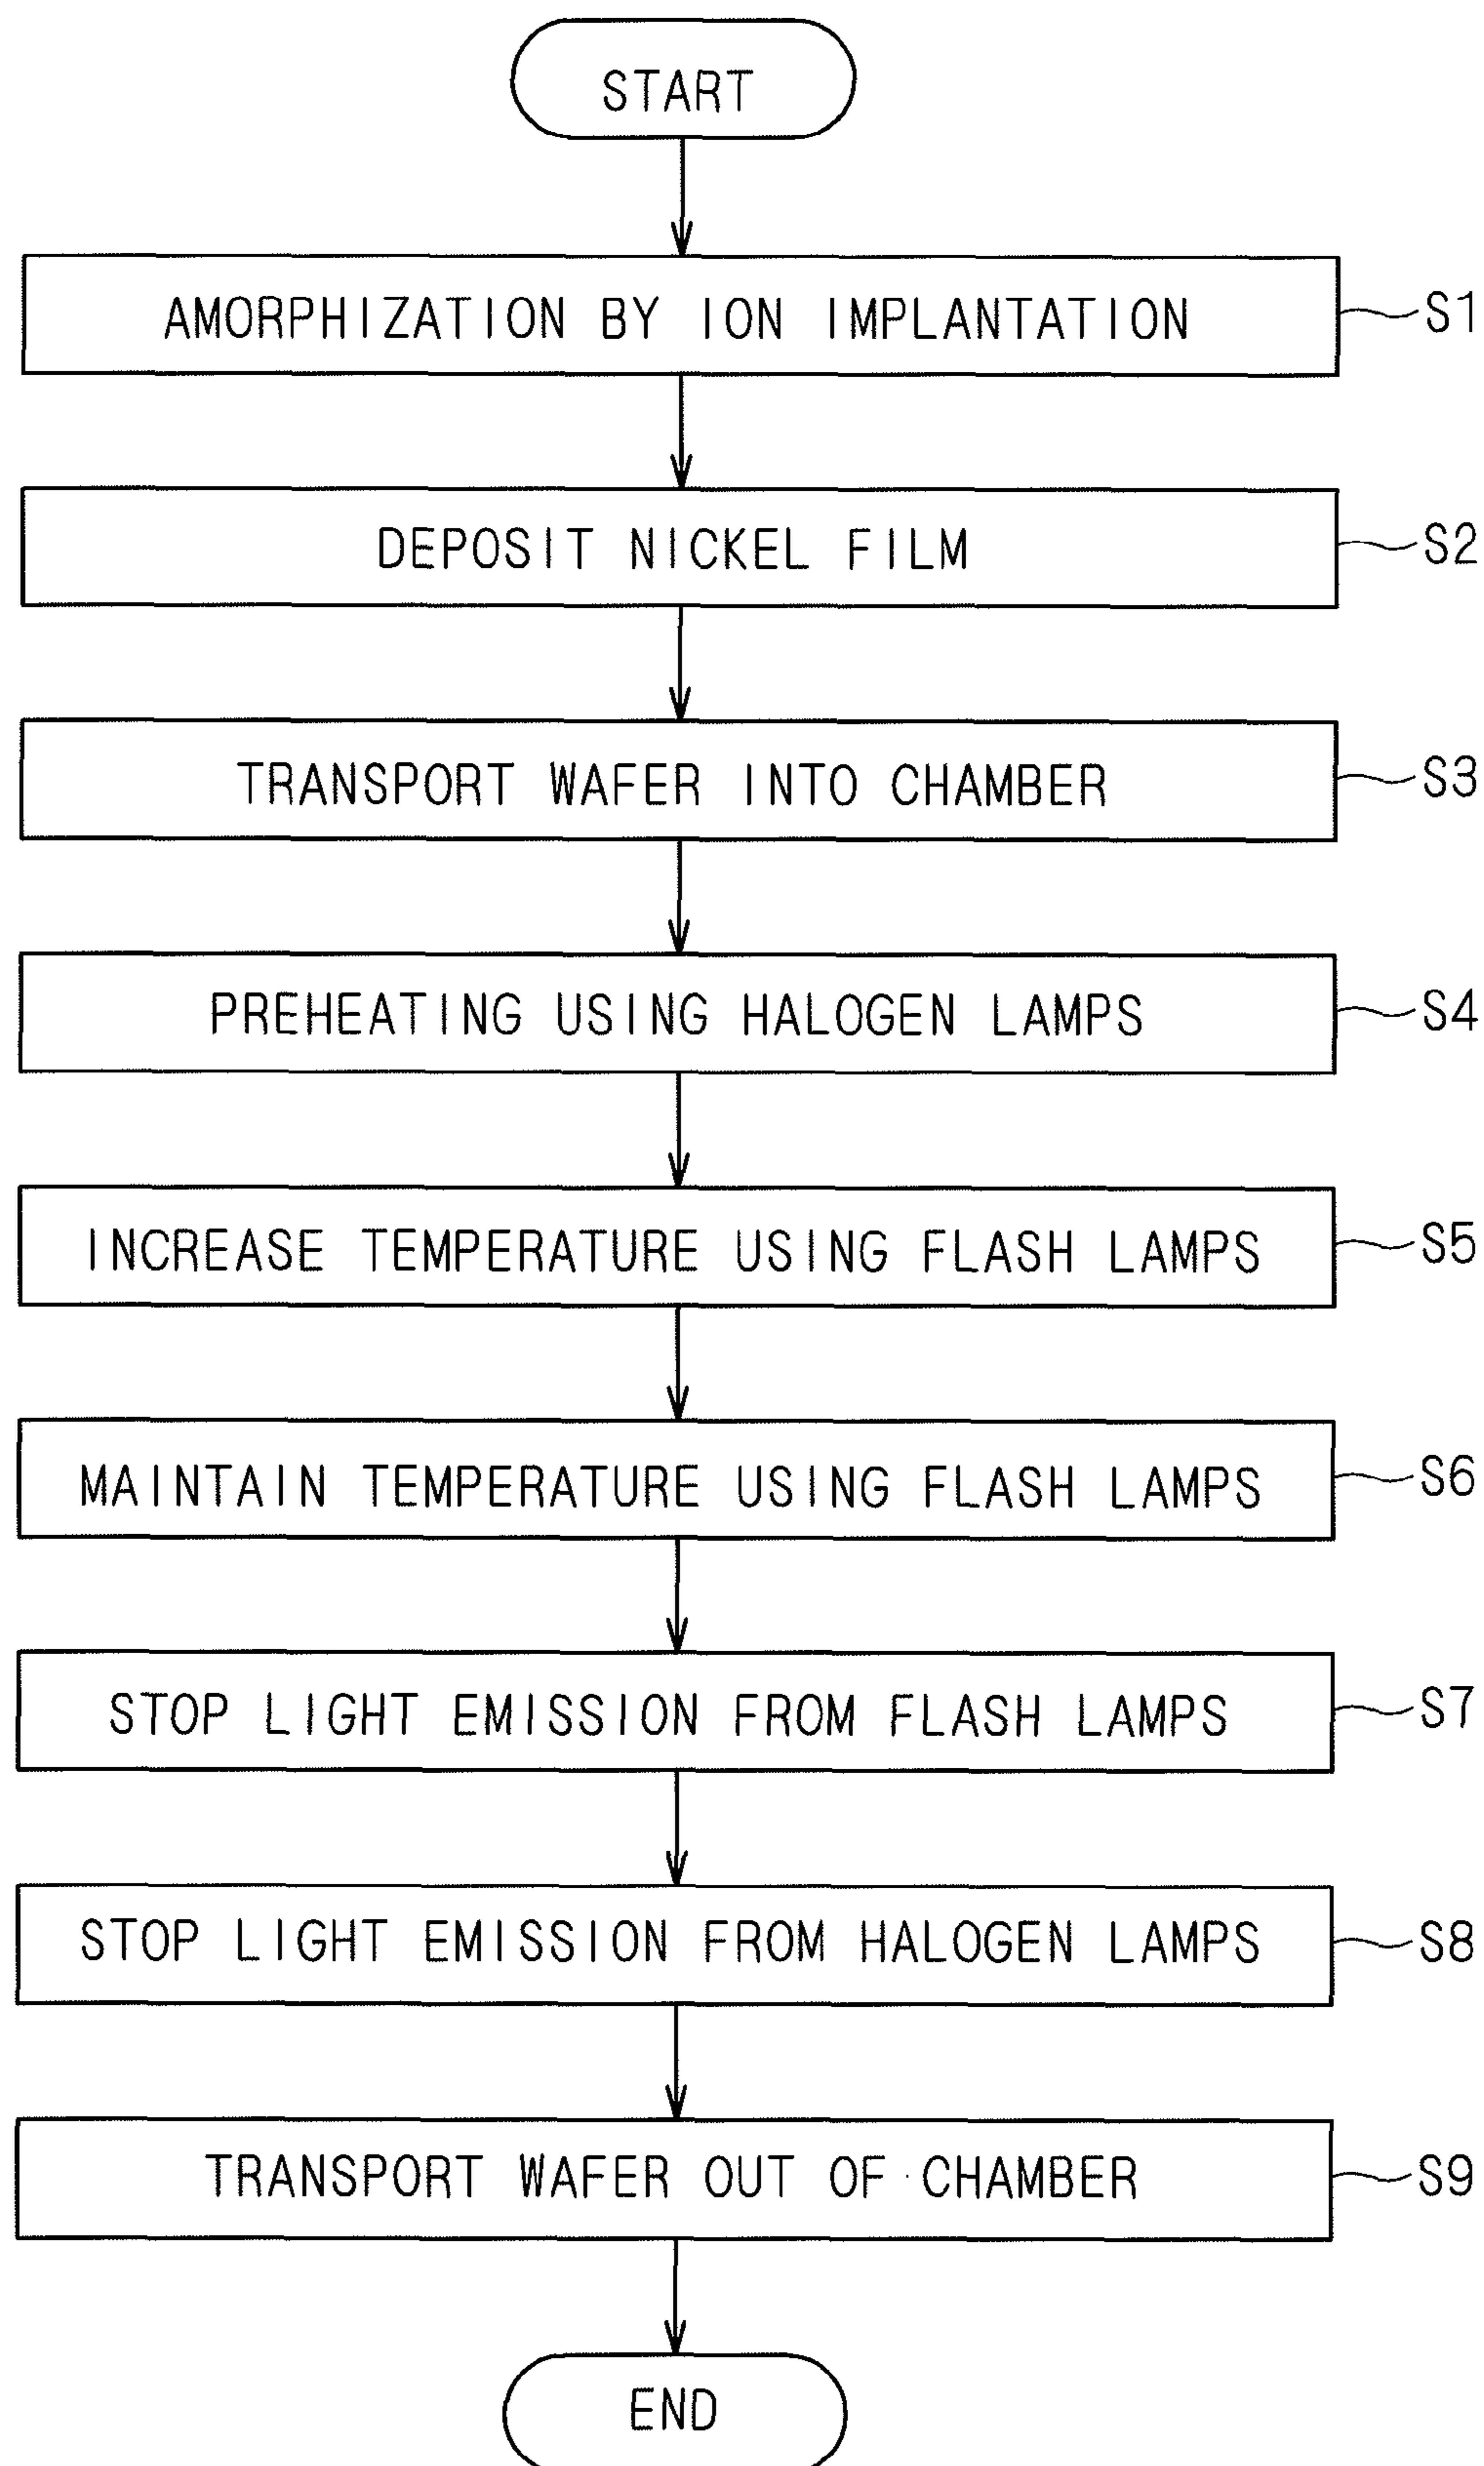 START
AMORPHIZATION BY ION IMPLANTATION S1
DEPOSIT NICKEL FILM S2
TRANSPORT WAFER INTO CHAMBER S3
PREHEATING USING HALOGEN LAMPS S4
INCREASE TEMPERATURE USING FLASH LAMPS S5
MAINTAIN TEMPERATURE USING FLASH LAMPS S6
STOP LIGHT EMISSION FROM FLASH LAMPS S7
STOP LIGHT EMISSION FROM HALOGEN LAMPS S8
TRANSPORT WAFER OUT OF CHAMBER S9
END